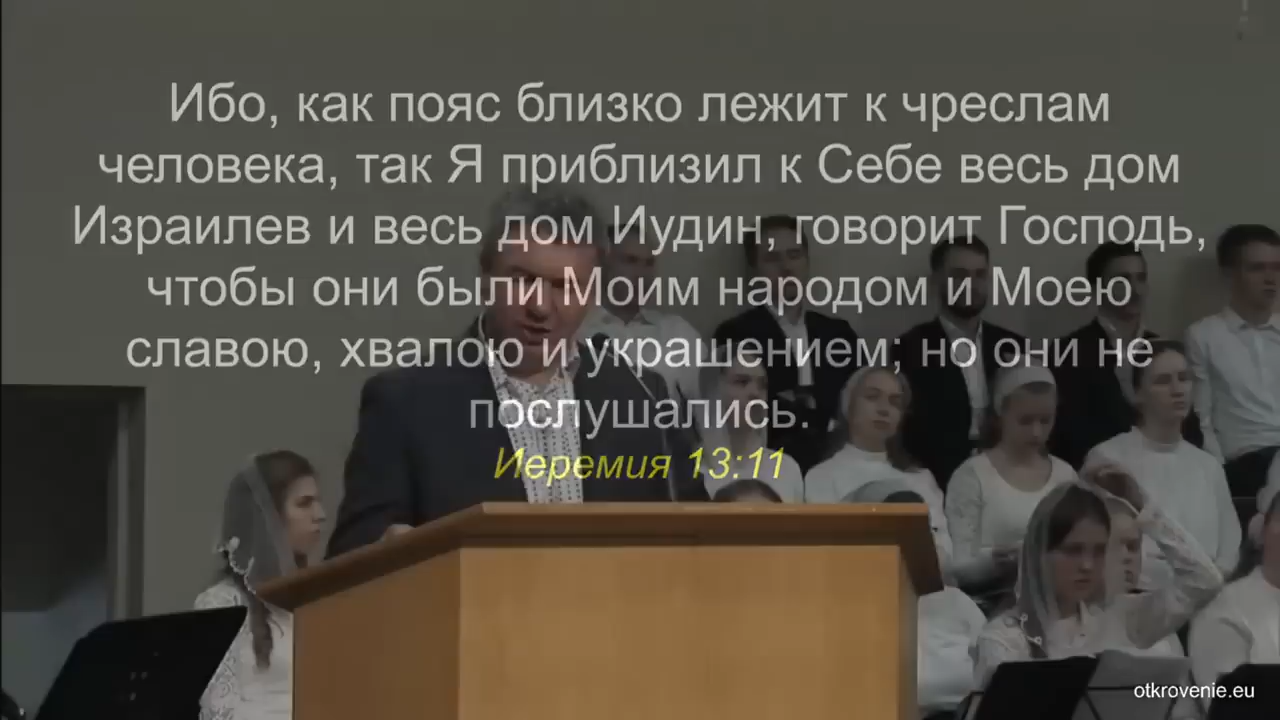 Ибо, как пояс близко лежит к чреслам
человека, так Я приблизил к Себе весь дом
Израилев и весь дом Иудин, говорит Господь,
чтобы они были Моим народом и Моею
славою, хвалою и украшением; но они не
послушались.
Иеремия 13:11
otkrovenie.eu